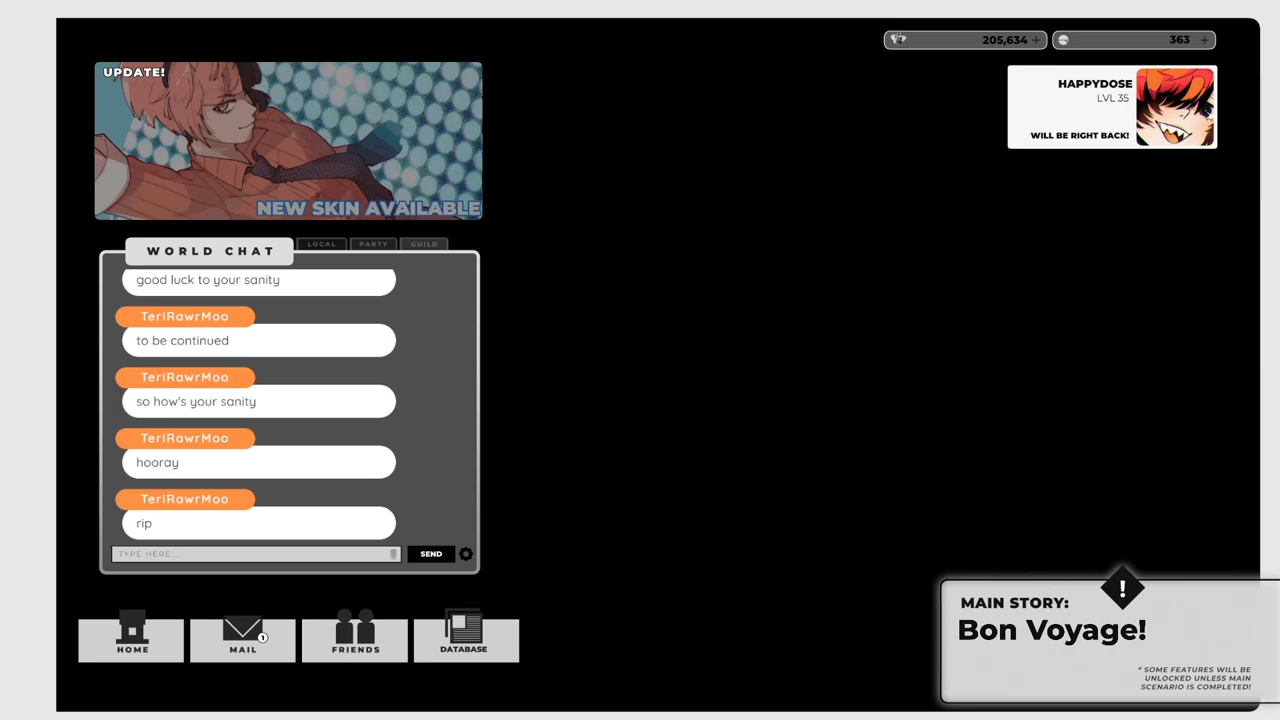 205,634 +
363 +
UPDATE!
NEW SKIN AVAILABLE
HAPPYDOSE
LVL 35
WILL BE RIGHT BACK!
WORLD CHAT
LOCAL
PARTY
GUILD
good luck to your sanity
TeriRawrMoo
to be continued
TeriRawrMoo
so how's your sanity
TeriRawrMoo
hooray
TeriRawrMoo
rip
TYPE HERE...
SEND
HOME
MAIL
1
FRIENDS
DATABASE
!
MAIN STORY:
Bon Voyage!
* SOME FEATURES WILL BE
UNLOCKED UNLESS MAIN
SCENARIO IS COMPLETED!